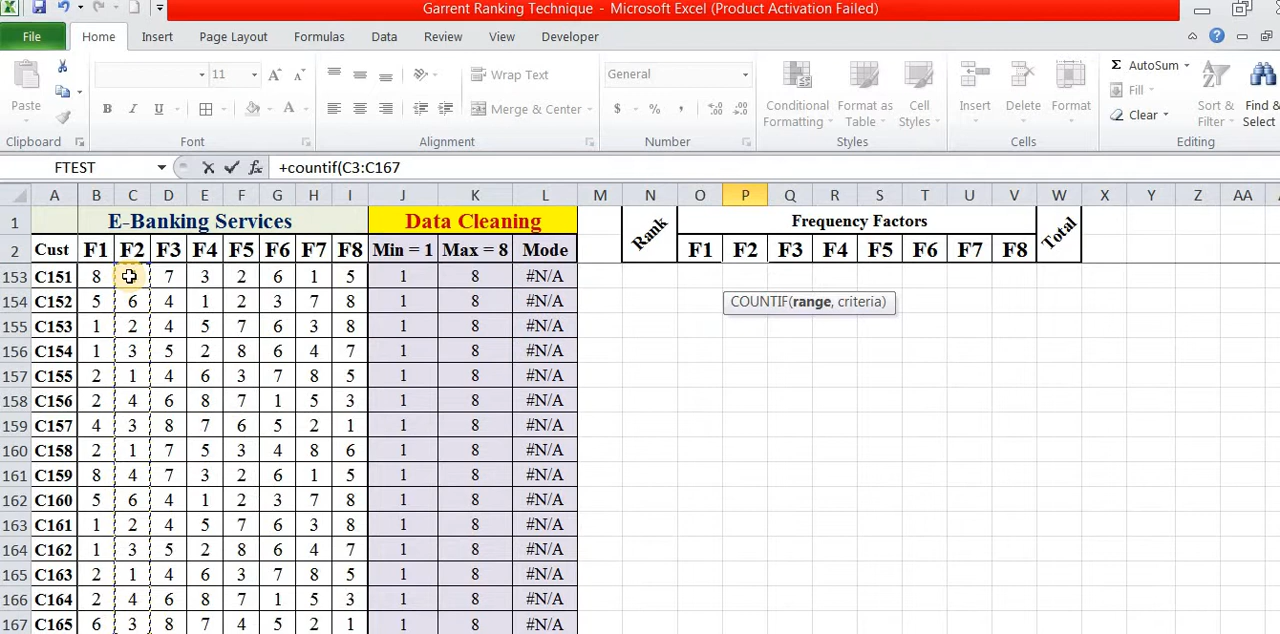 Garrent Ranking Technique - Microsoft Excel (Product Activation Failed)
File Home Insert Page Layout Formulas Data Review View Developer
Paste 11 Wrap Text General Conditional Formatting Format as Table Cell Styles Insert Delete Format AutoSum Sort & Filter Find & Select
B I U A Merge & Center $ % , Fill Clear
Clipboard Font Alignment Number Styles Cells Editing
FTEST fx +countif(C3:C167
A B C D E F G H I J K L M N O P Q R S T U V W X Y Z AA
1 E-Banking Services Data Cleaning Rank Frequency Factors Total
2 Cust F1 F2 F3 F4 F5 F6 F7 F8 Min = 1 Max = 8 Mode F1 F2 F3 F4 F5 F6 F7 F8
153 C151 8 7 3 2 6 1 5 1 8 #N/A
154 C152 5 6 4 1 2 3 7 8 1 8 #N/A COUNTIF(range, criteria)
155 C153 1 2 4 5 7 6 3 8 1 8 #N/A
156 C154 1 3 5 2 8 6 4 7 1 8 #N/A
157 C155 2 1 4 6 3 7 8 5 1 8 #N/A
158 C156 2 4 6 8 7 1 5 3 1 8 #N/A
159 C157 4 3 8 7 6 5 2 1 1 8 #N/A
160 C158 2 1 7 5 3 4 8 6 1 8 #N/A
161 C159 8 4 7 3 2 6 1 5 1 8 #N/A
162 C160 5 6 4 1 2 3 7 8 1 8 #N/A
163 C161 1 2 4 5 7 6 3 8 1 8 #N/A
164 C162 1 3 5 2 8 6 4 7 1 8 #N/A
165 C163 2 1 4 6 3 7 8 5 1 8 #N/A
166 C164 2 4 6 8 7 1 5 3 1 8 #N/A
167 C165 6 3 8 7 4 5 2 1 1 8 #N/A